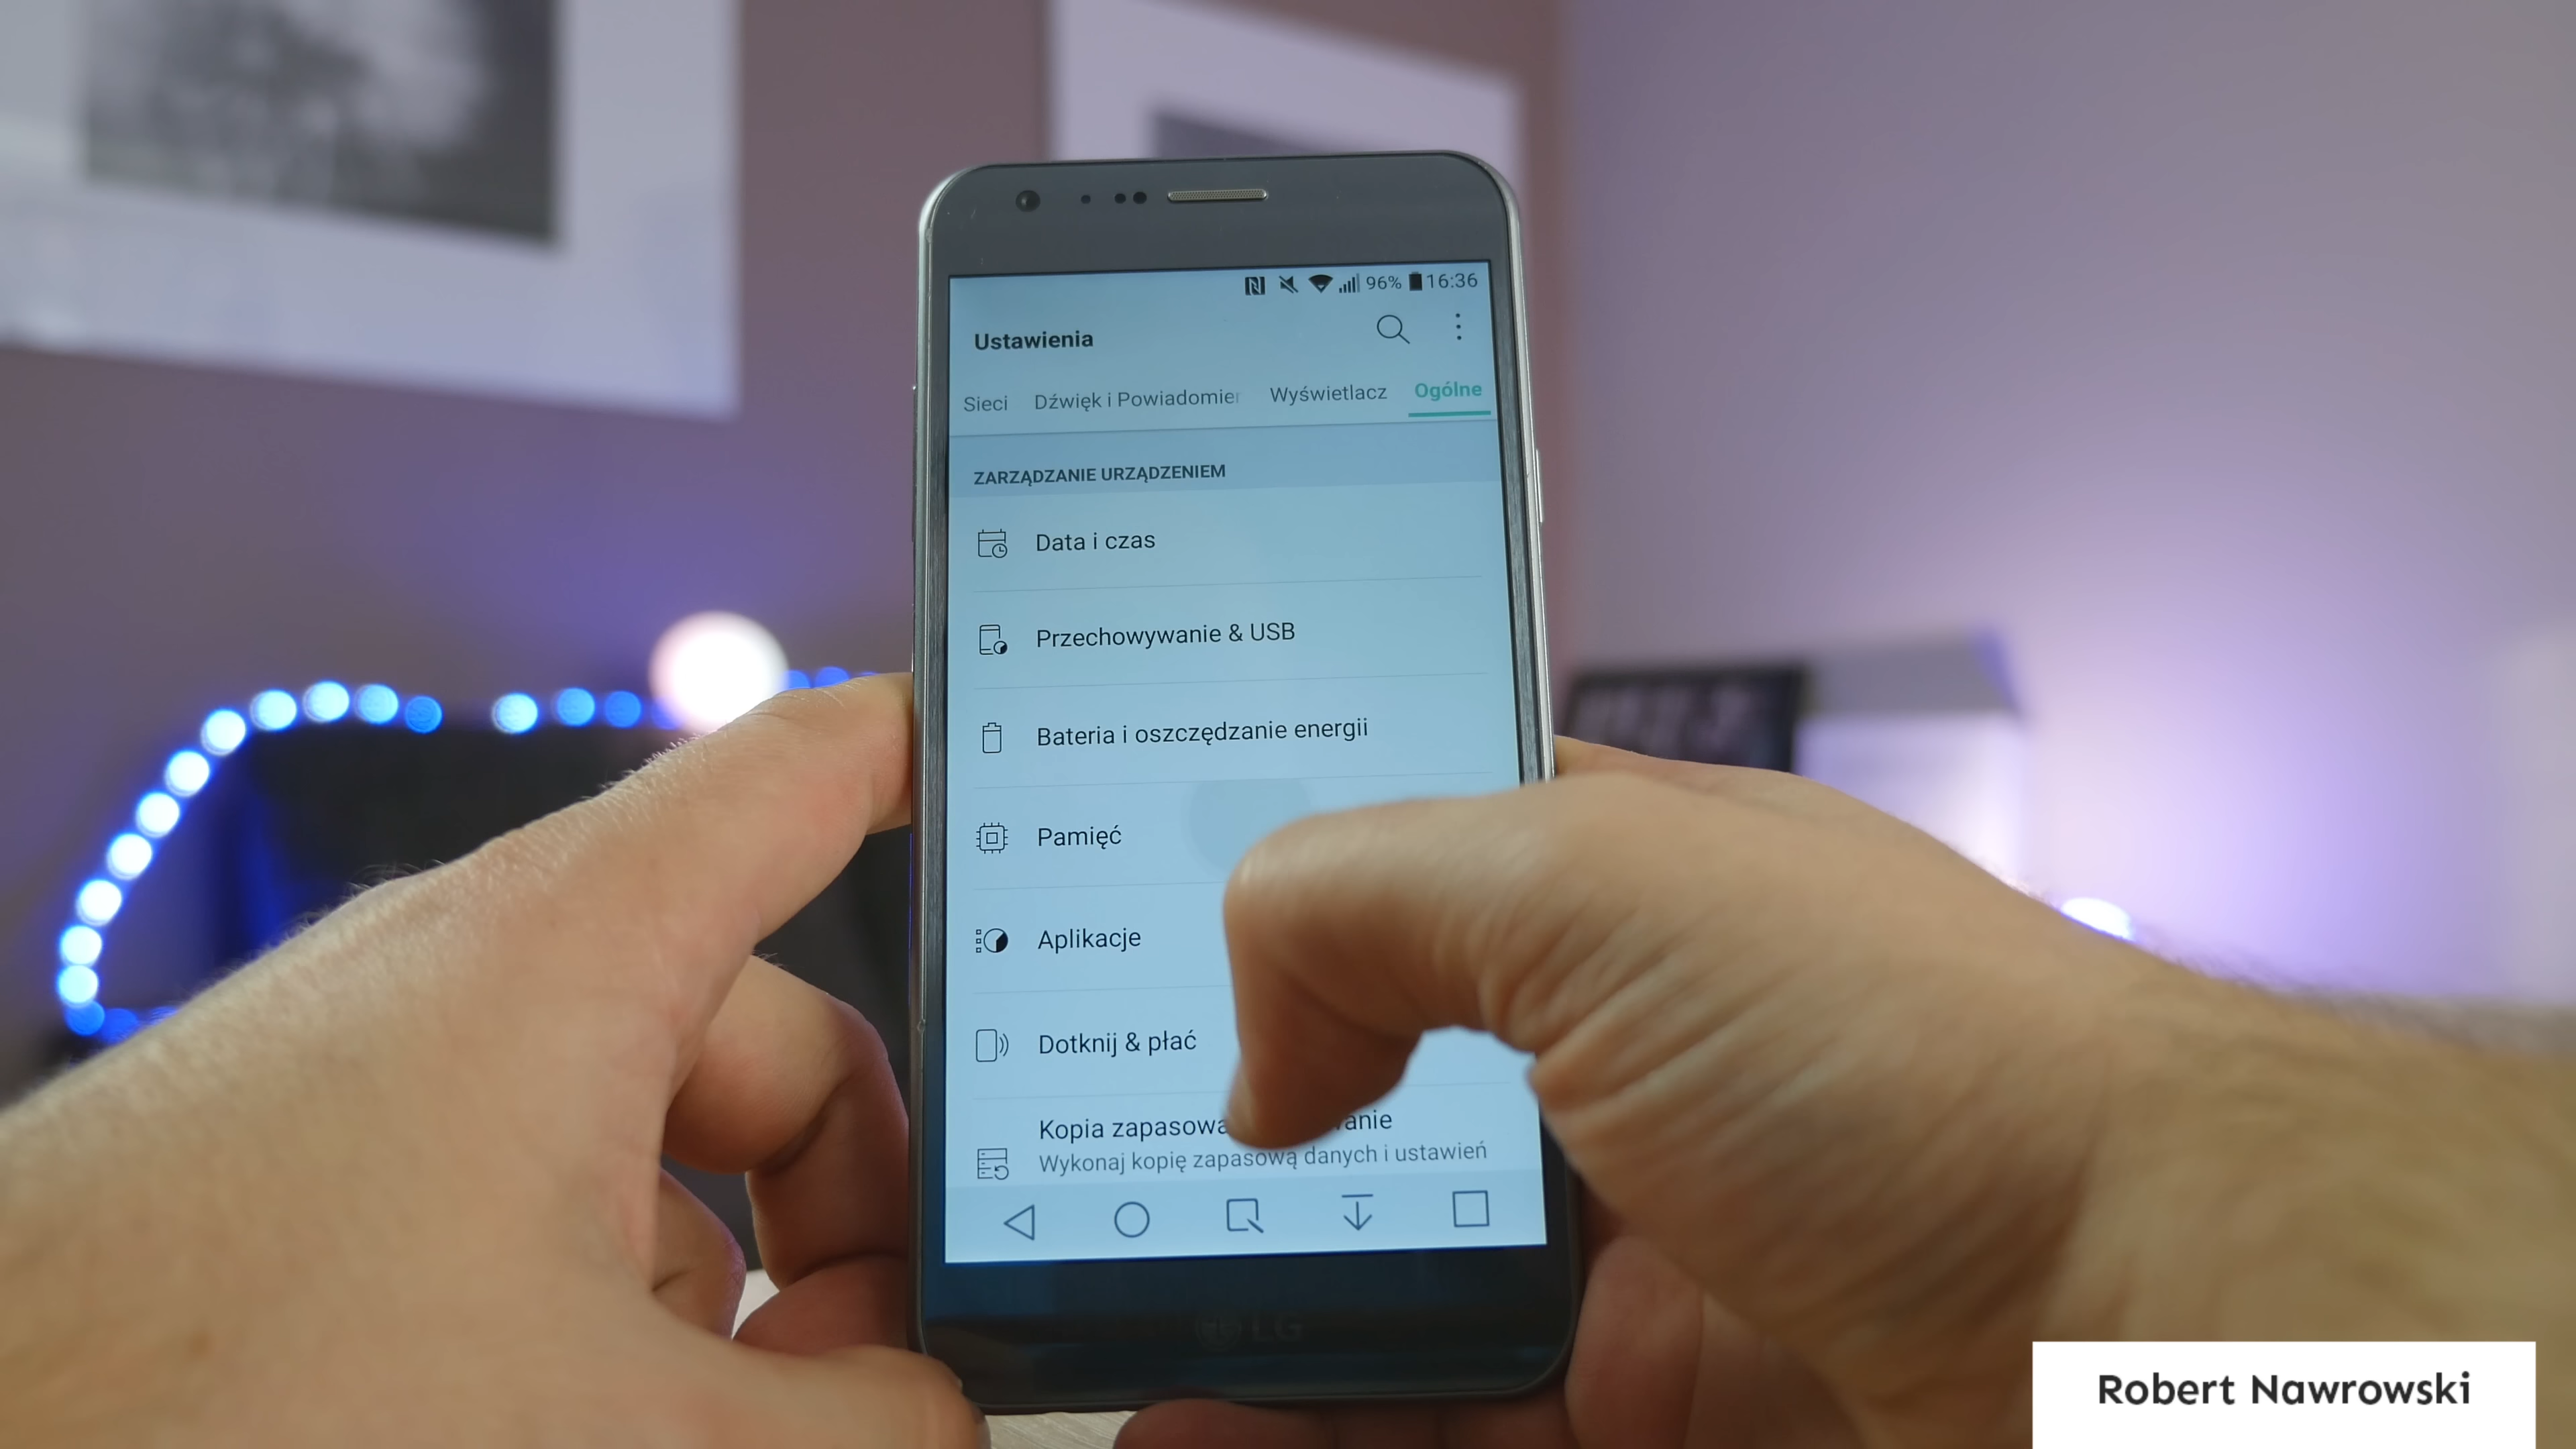 96% 16:36
Ustawienia
Sieci Dźwięk i Powiadomie Wyświetlacz Ogólne
ZARZĄDZANIE URZĄDZENIEM
Data i czas
Przechowywanie & USB
Bateria i oszczędzanie energii
Pamięć
Aplikacje
Dotknij & płać
Kopia zapasowa anie
Wykonaj kopię zapasową danych i ustawień
LG
Robert Nawrowski